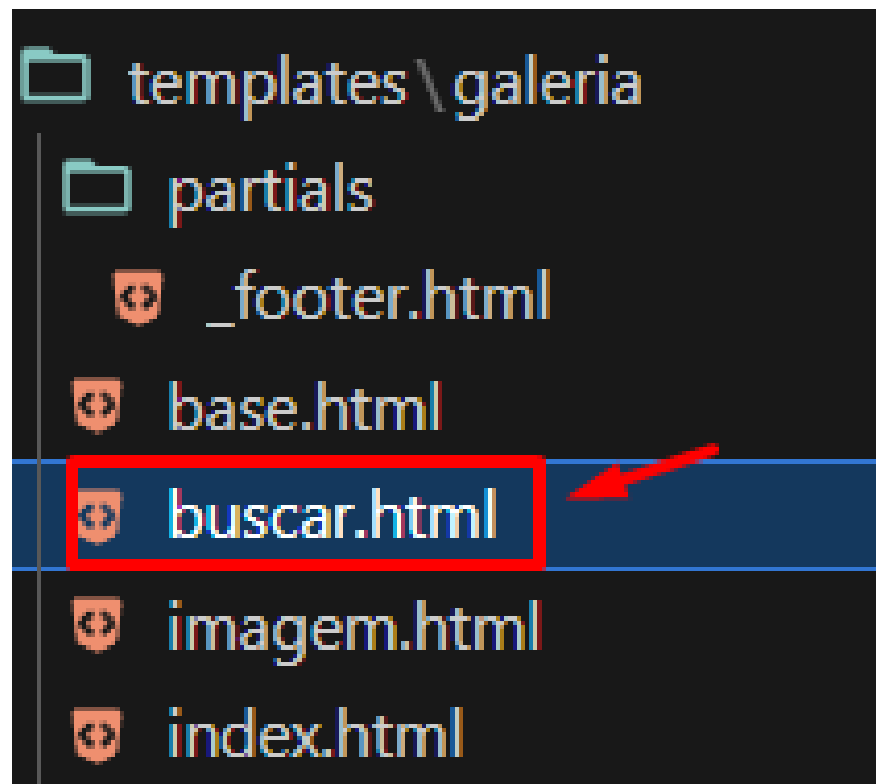 templates\galeria
partials
_footer.html
base.html
buscar.html
imagem.html
index.html